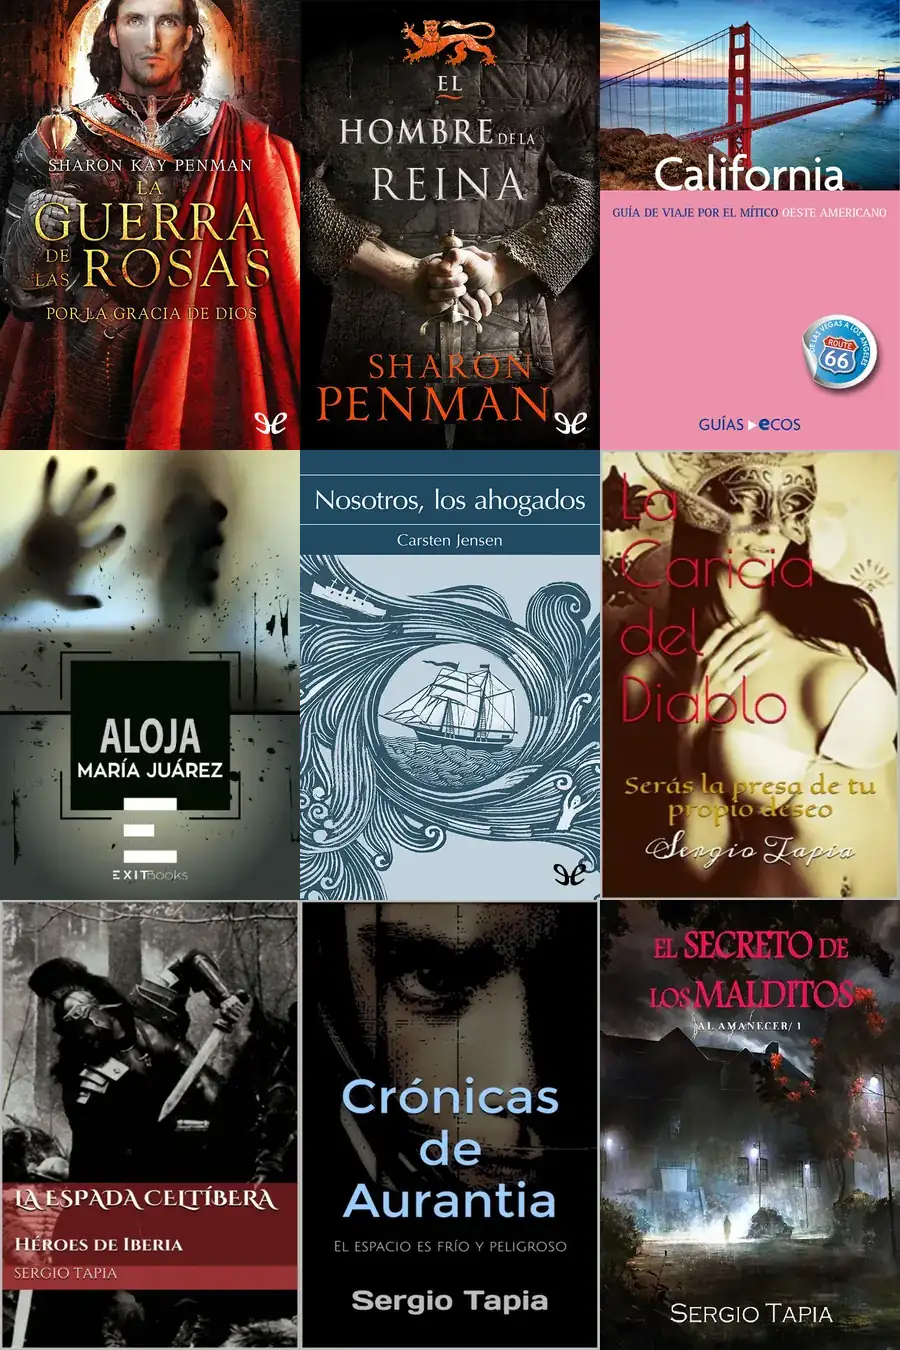 SHARON KAY PENMAN
LA
GUERRA
DE
LAS ROSAS
POR LA GRACIA DE DIOS
EL
HOMBRE DE LA
REINA
SHARON
PENMAN
California
GUÍA DE VIAJE POR EL MÍTICO OESTE AMERICANO
DE LAS VEGAS A LOS ANGELES
ROUTE
66
GUÍAS eCOS
ALOJA
MARÍA JUÁREZ
EXITBooks
Nosotros, los ahogados
Carsten Jensen
La
Caricia
del
Diablo
Serás la presa de tu
propio deseo
Sergio Tapia
LA ESPADA CELTÍBERA
HÉROES DE IBERIA
SERGIO TAPIA
Crónicas
de
Aurantia
EL ESPACIO ES FRÍO Y PELIGROSO
Sergio Tapia
EL SECRETO DE
LOS MALDITOS
AL AMANECER/ 1
SERGIO TAPIA